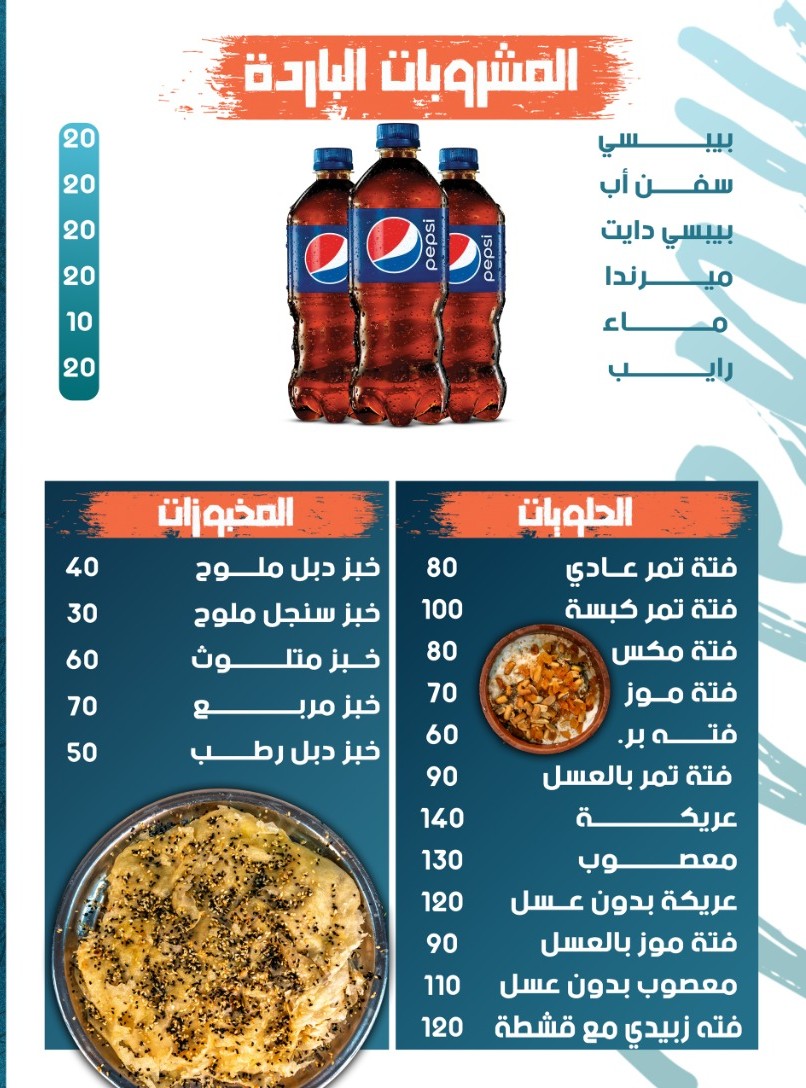 المشروبات الباردة
بيبسي 20
سفن أب 20
بيبسي دايت 20
ميرندا 20
ماء 10
رايب 20
pepsi
pepsi
الحلويات
فتة تمر عادي 80
فتة تمر كبسة 100
فتة مكس 80
فتة موز 70
فته بر. 60
فتة تمر بالعسل 90
عريكة 140
معصوب 130
عريكة بدون عسل 120
فتة موز بالعسل 90
معصوب بدون عسل 110
فته زبيدي مع قشطة 120
المخبوزات
خبز دبل ملوح 40
خبز سنجل ملوح 30
خبز متلوث 60
خبز مربع 70
خبز دبل رطب 50